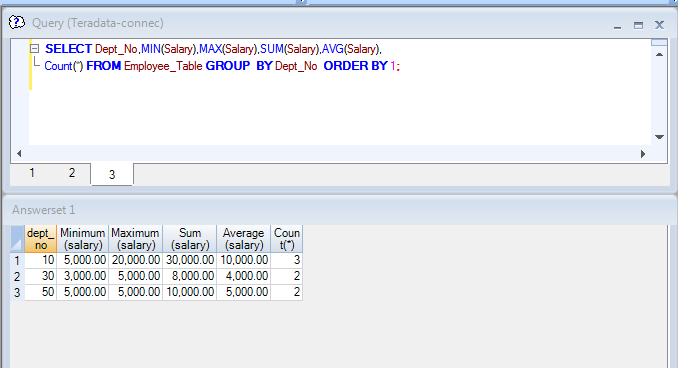 Query (Teradata-connec)
SELECT Dept_No,MIN(Salary),MAX(Salary),SUM(Salary),AVG(Salary),
Count(*) FROM Employee_Table GROUP BY Dept_No ORDER BY 1;
1 2 3
Answerset 1
dept_ Minimum Maximum Sum Average Coun
no (salary) (salary) (salary) (salary) t(*)
1 10 5,000.00 20,000.00 30,000.00 10,000.00 3
2 30 3,000.00 5,000.00 8,000.00 4,000.00 2
3 50 5,000.00 5,000.00 10,000.00 5,000.00 2